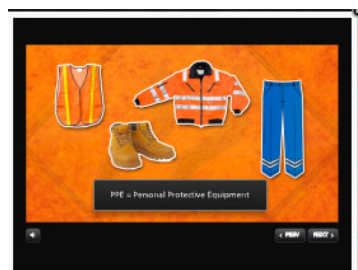 PPE = Personal Protective Equipment
< PREV
NEXT >